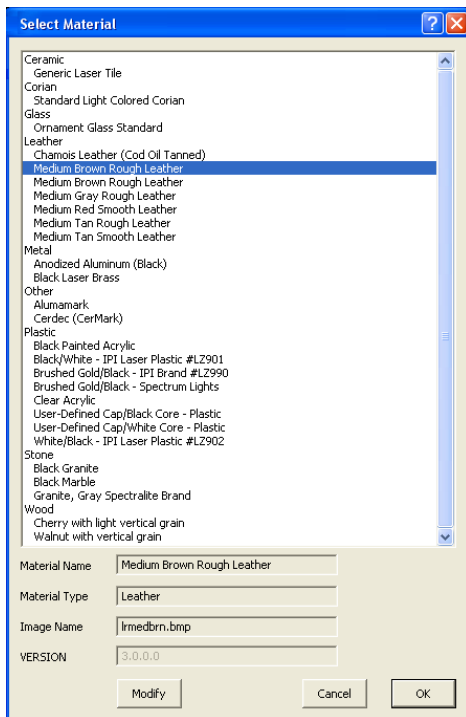 Select Material
Ceramic
Generic Laser Tile
Corian
Standard Light Colored Corian
Glass
Ornament Glass Standard
Leather
Chamois Leather (Cod Oil Tanned)
Medium Brown Rough Leather
Medium Brown Rough Leather
Medium Gray Rough Leather
Medium Red Smooth Leather
Medium Tan Rough Leather
Medium Tan Smooth Leather
Metal
Anodized Aluminum (Black)
Black Laser Brass
Other
Alumamark
Cerdec (CerMark)
Plastic
Black Painted Acrylic
Black/White - IPI Laser Plastic #LZ901
Brushed Gold/Black - IPI Brand #LZ990
Brushed Gold/Black - Spectrum Lights
Clear Acrylic
User-Defined Cap/Black Core - Plastic
User-Defined Cap/White Core - Plastic
White/Black - IPI Laser Plastic #LZ902
Stone
Black Granite
Black Marble
Granite, Gray Spectralite Brand
Wood
Cherry with light vertical grain
Walnut with vertical grain
Material Name Medium Brown Rough Leather
Material Type Leather
Image Name lrmedbrn.bmp
VERSION 3.0.0.0
Modify Cancel OK